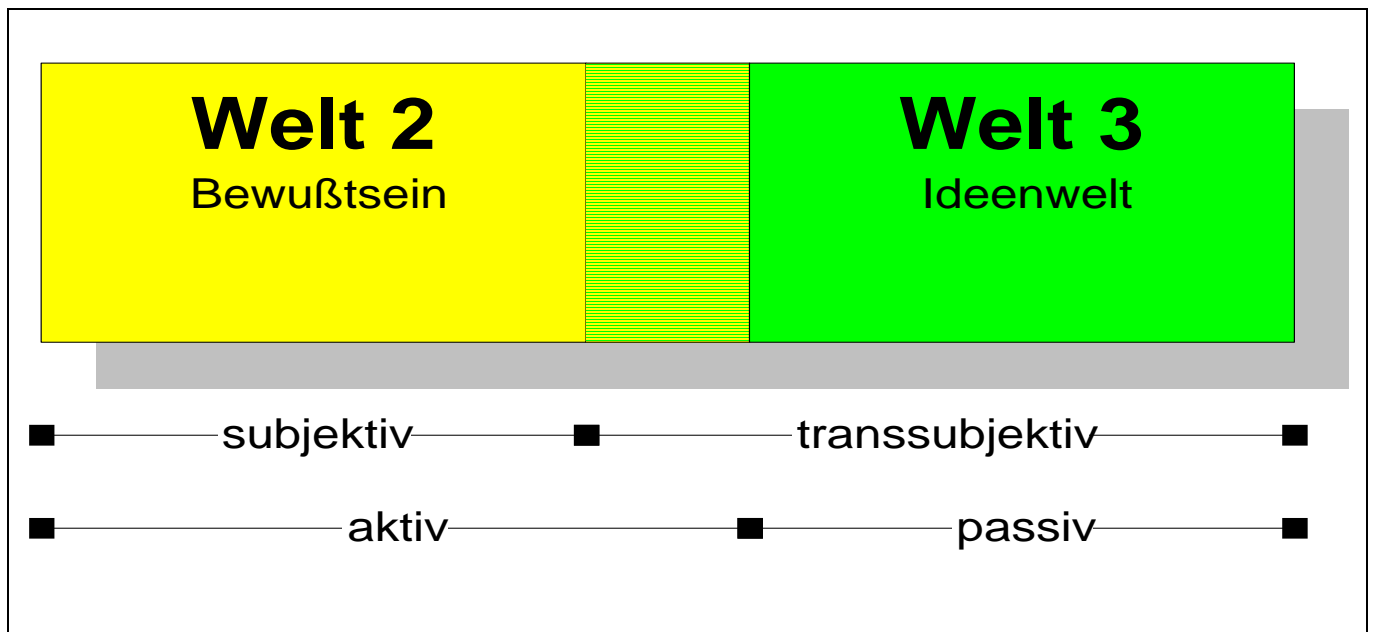 Welt 2
Bewußtsein
Welt 3
Ideenwelt
subjektiv transsubjektiv
aktiv passiv